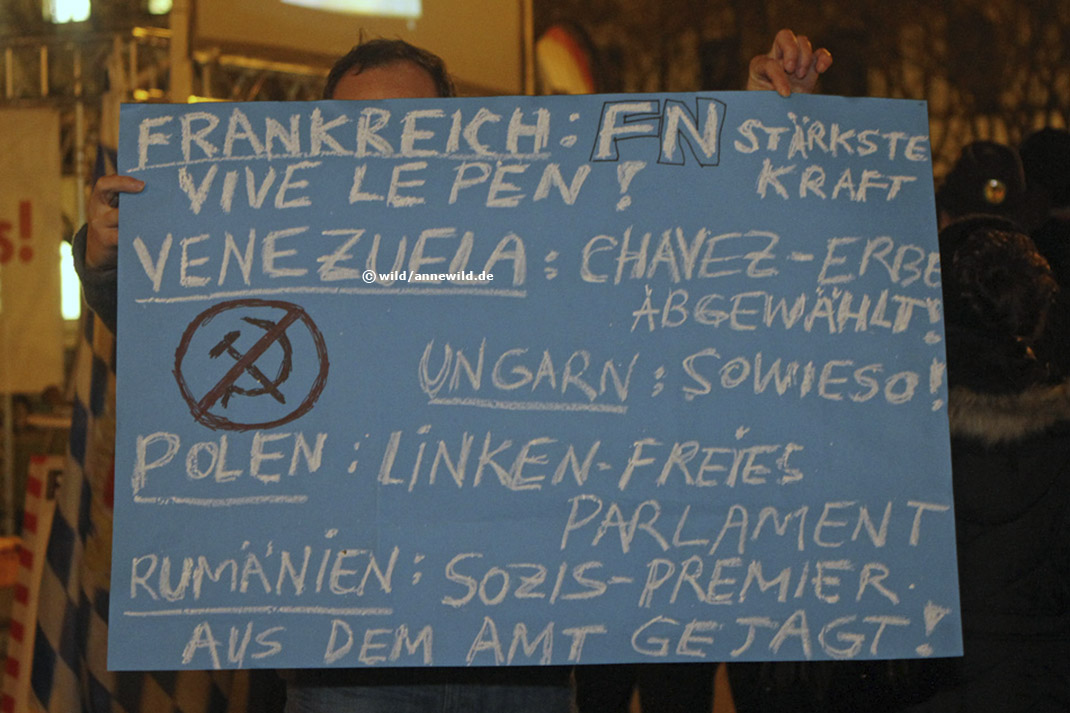 FRANKREICH: FN STÄRKSTE
VIVE LE PEN! KRAFT
VENEZUELA: CHAVEZ-ERBE
© wild/annewild.de
ABGEWÄHLT!
UNGARN: SOWIESO!
POLEN: LINKEN-FREIES
PARLAMENT
RUMÄNIEN: SOZIS-PREMIER
AUS DEM AMT GEJAGT!
s!